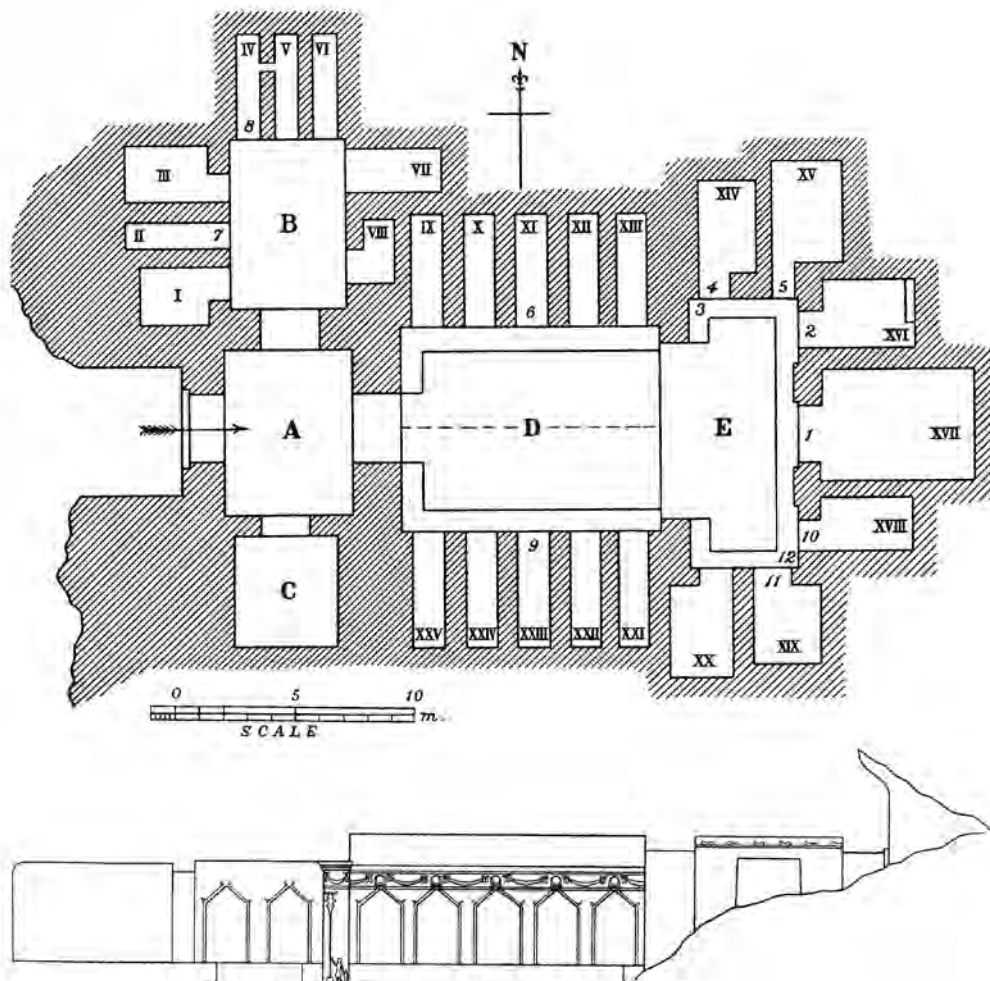 IV V VI
N
8
III
VII
XIV
XV
B
II 7
VIII
IX X XI XII XIII
I
4 5
6
3
2
XVI
A
D
E
1
XVII
10
XVIII
9
12
C
11
XXV XXIV XXIII XXII XXI
XX
XIX
0 5 10
m.
SCALE